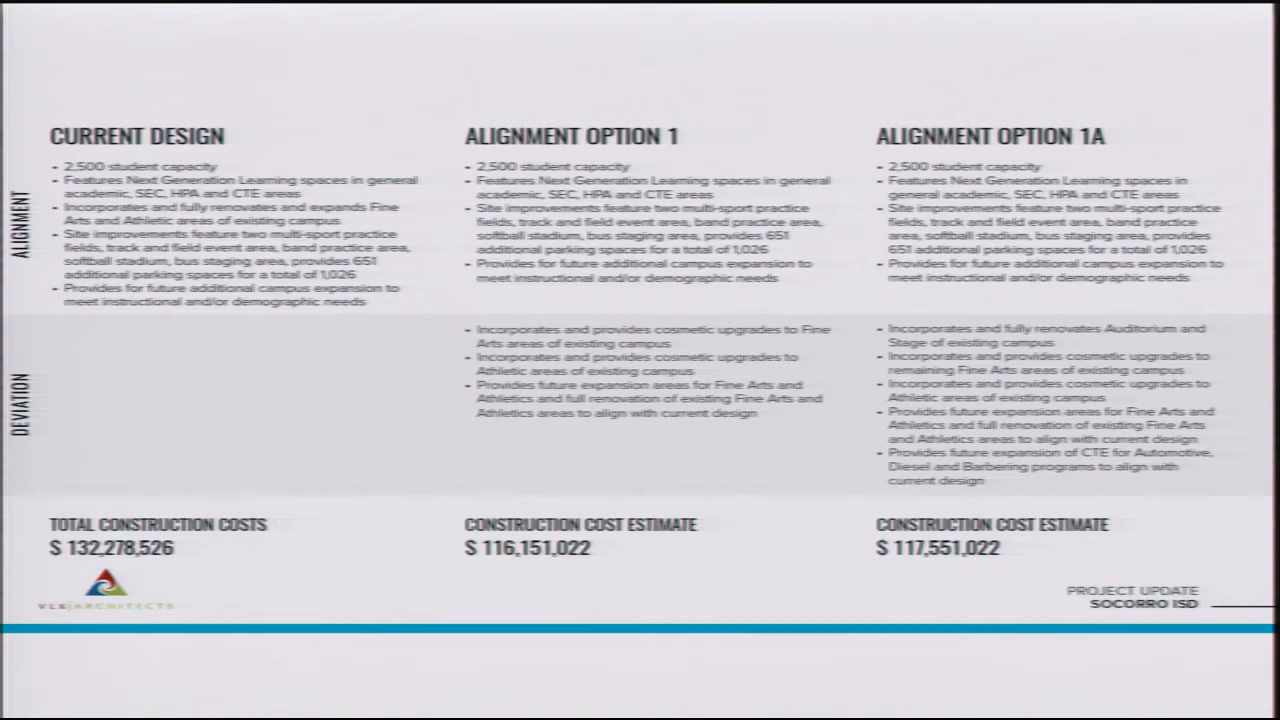 CURRENT DESIGN
- 2,500 student capacity
- Features Next Generation Learning spaces in general
academic, SEC, HPA and CTE areas
- Incorporates and fully renovates and expands Fine
Arts and Athletic areas of existing campus
- Site improvements feature two multi-sport practice
fields, track and field event area, band practice area,
softball stadium, bus staging area, provides 651
additional parking spaces for a total of 1,026
- Provides for future additional campus expansion to
meet instructional and/or demographic needs
ALIGNMENT OPTION 1
- 2,500 student capacity
- Features Next Generation Learning spaces in general
academic, SEC, HPA and CTE areas
- Site improvements feature two multi-sport practice
fields, track and field event area, band practice area,
softball stadium, bus staging area, provides 651
additional parking spaces for a total of 1,026
- Provides for future additional campus expansion to
meet instructional and/or demographic needs
ALIGNMENT OPTION 1A
- 2,500 student capacity
- Features Next Generation Learning spaces in
general academic, SEC, HPA and CTE areas
- Site improvements feature two multi-sport practice
fields, track and field event area, band practice
area, softball stadium, bus staging area, provides
651 additional parking spaces for a total of 1,026
- Provides for future additional campus expansion to
meet instructional and/or demographic needs
ALIGNMENT
- Incorporates and provides cosmetic upgrades to Fine
Arts areas of existing campus
- Incorporates and provides cosmetic upgrades to
Athletic areas of existing campus
- Provides future expansion areas for Fine Arts and
Athletics and full renovation of existing Fine Arts and
Athletics areas to align with current design
- Incorporates and fully renovates Auditorium and
Stage of existing campus
- Incorporates and provides cosmetic upgrades to
remaining Fine Arts areas of existing campus
- Incorporates and provides cosmetic upgrades to
Athletic areas of existing campus
- Provides future expansion areas for Fine Arts and
Athletics and full renovation of existing Fine Arts
and Athletics areas to align with current design
- Provides future expansion of CTE for Automotive,
Diesel and Barbering programs to align with
current design
DEVIATION
TOTAL CONSTRUCTION COSTS
$ 132,278,526
CONSTRUCTION COST ESTIMATE
$ 116,151,022
CONSTRUCTION COST ESTIMATE
$ 117,551,022
VLK|ARCHITECTS
PROJECT UPDATE
SOCORRO ISD